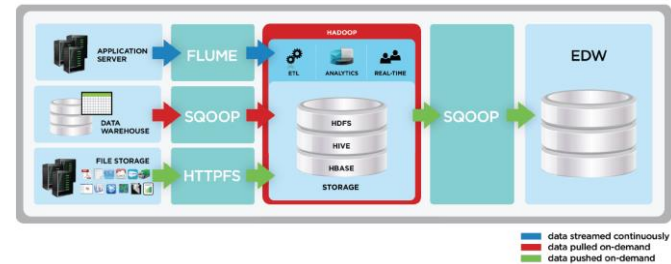 HADOOP
APPLICATION
SERVER
FLUME
ETL
ANALYTICS
REAL-TIME
SQOOP
EDW
DATA
WAREHOUSE
SQOOP
HDFS
HIVE
HBASE
STORAGE
FILE STORAGE
HTTPFS
data streamed continuously
data pulled on-demand
data pushed on-demand